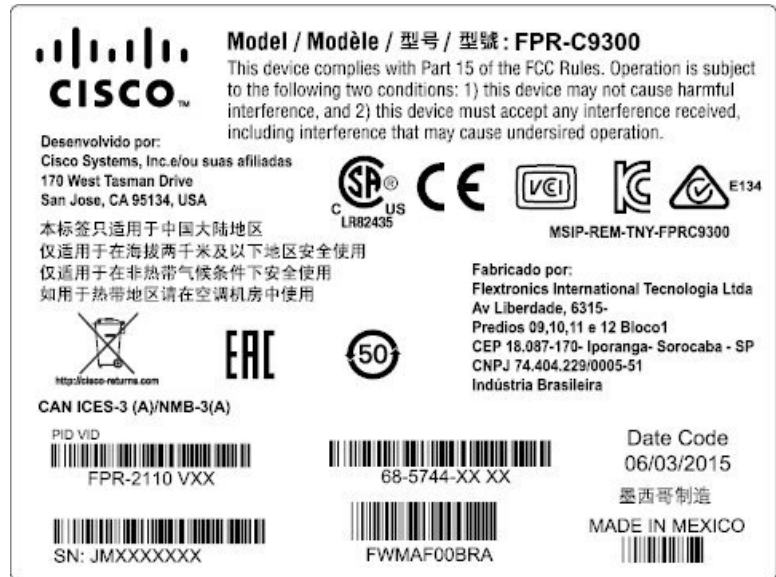 CISCO™
Model / Modèle / 型号 / 型號 : FPR-C9300
This device complies with Part 15 of the FCC Rules. Operation is subject
to the following two conditions: 1) this device may not cause harmful
interference, and 2) this device must accept any interference received,
including interference that may cause undersired operation.
Desenvolvido por:
Cisco Systems, Inc.e/ou suas afiliadas
170 West Tasman Drive
San Jose, CA 95134, USA
C SA ® US
LR82435
CE
VCI
E134
MSIP-REM-TNY-FPRC9300
本标签只适用于中国大陆地区
仅适用于在海拔两千米及以下地区安全使用
仅适用于在非热带气候条件下安全使用
如用于热带地区请在空调机房中使用
Fabricado por:
Flextronics International Tecnologia Ltda
Av Liberdade, 6315-
Predios 09,10,11 e 12 Bloco1
CEP 18.087-170- Iporanga- Sorocaba - SP
CNPJ 74.404.229/0005-51
Indústria Brasileira
http://cisco-returns.com
EAC
50
CAN ICES-3 (A)/NMB-3(A)
PID VID
FPR-2110 VXX
68-5744-XX XX
Date Code
06/03/2015
墨西哥制造
MADE IN MEXICO
SN: JMXXXXXXX
FWMAF00BRA